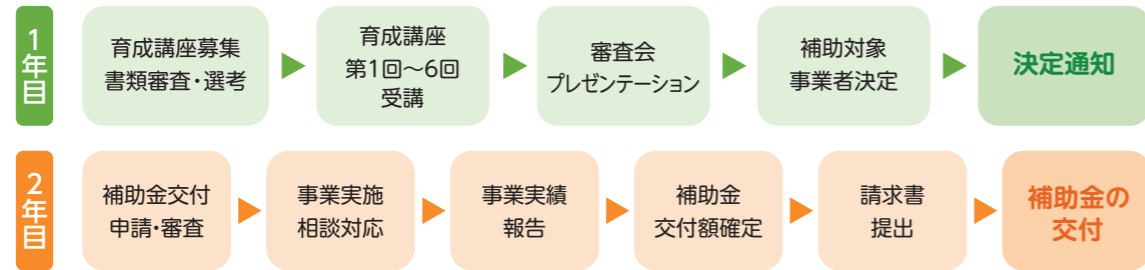 1年目
育成講座募集
書類審査・選考
育成講座
第1回～6回
受講
審査会
プレゼンテーション
補助対象
事業者決定
決定通知
2年目
補助金交付
申請・審査
事業実施
相談対応
事業実績
報告
補助金
交付額確定
請求書
提出
補助金の
交付